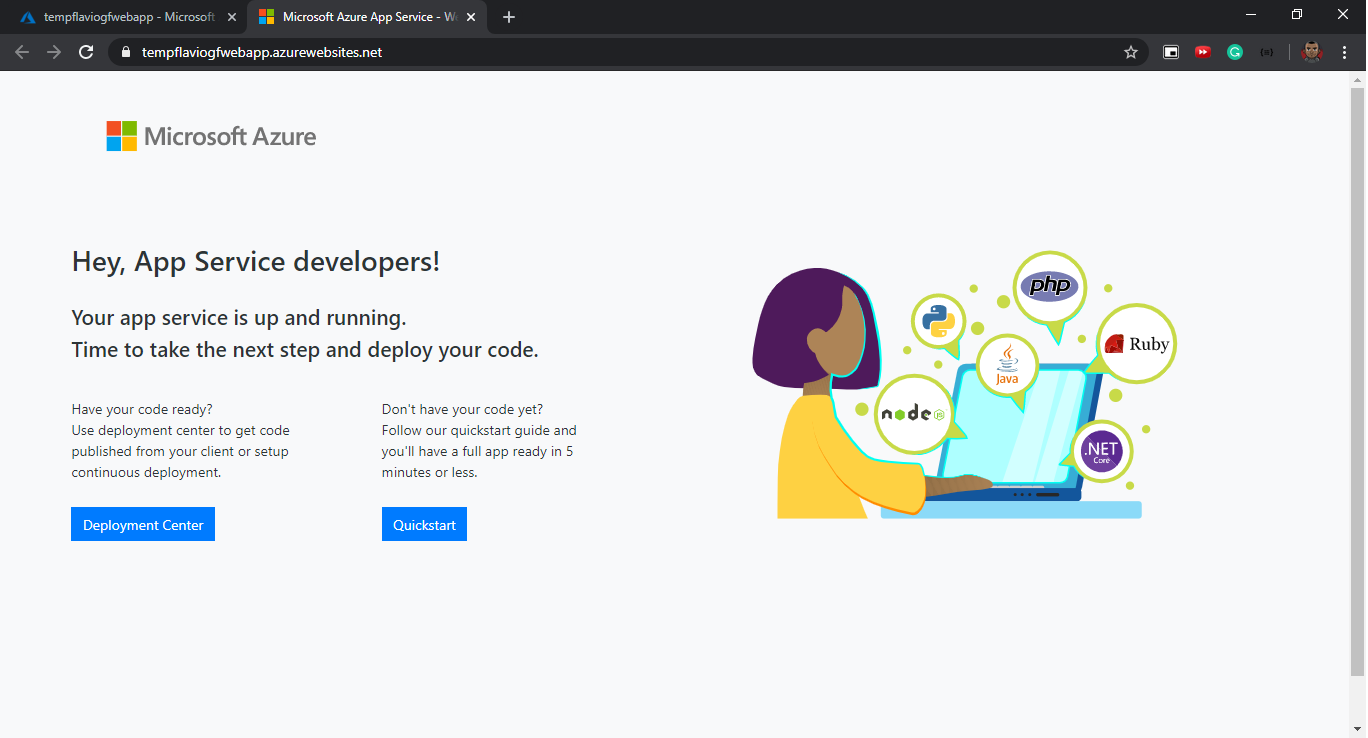 tempflaviogfwebapp - Microsoft
Microsoft Azure App Service - We
tempflaviogfwebapp.azurewebsites.net
Microsoft Azure
Hey, App Service developers!
Your app service is up and running.
Time to take the next step and deploy your code.
Have your code ready?
Use deployment center to get code
published from your client or setup
continuous deployment.
Deployment Center
Don't have your code yet?
Follow our quickstart guide and
you'll have a full app ready in 5
minutes or less.
Quickstart
php
Ruby
Java
node
JS
.NET
Core